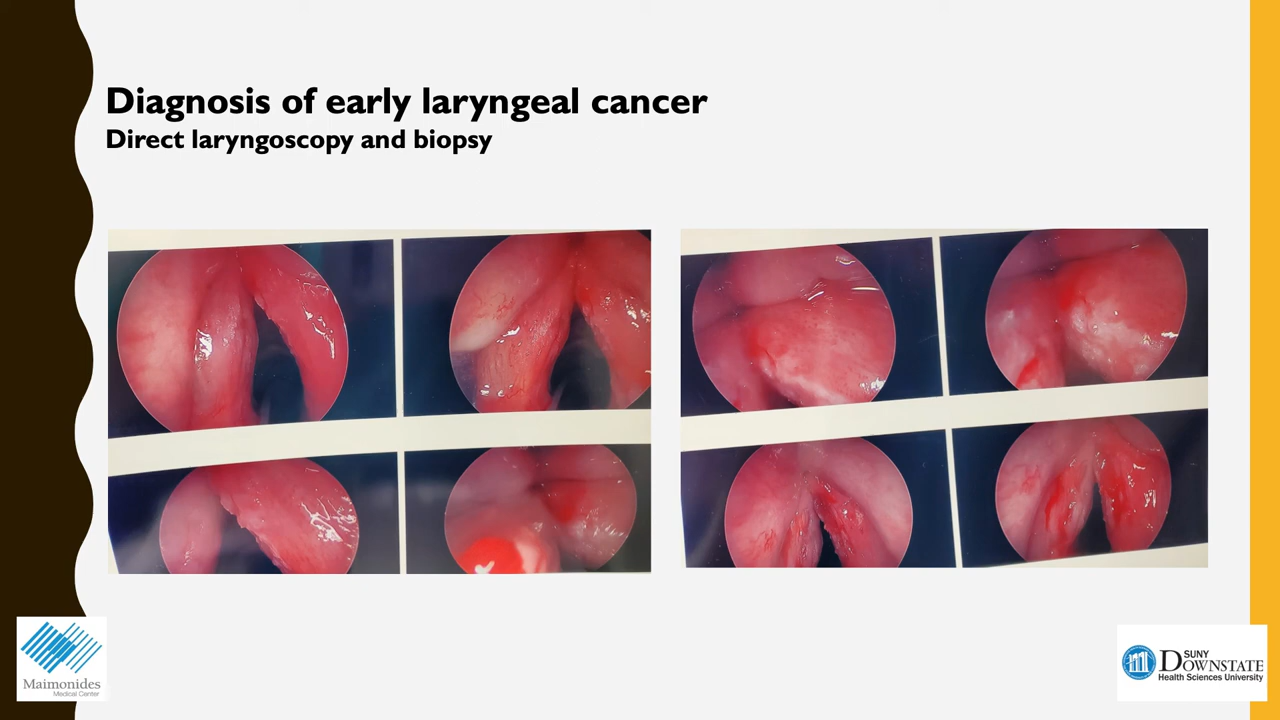 Diagnosis of early laryngeal cancer
Direct laryngoscopy and biopsy
Maimonides
Medical Center
SUNY
DOWNSTATE
Health Sciences University